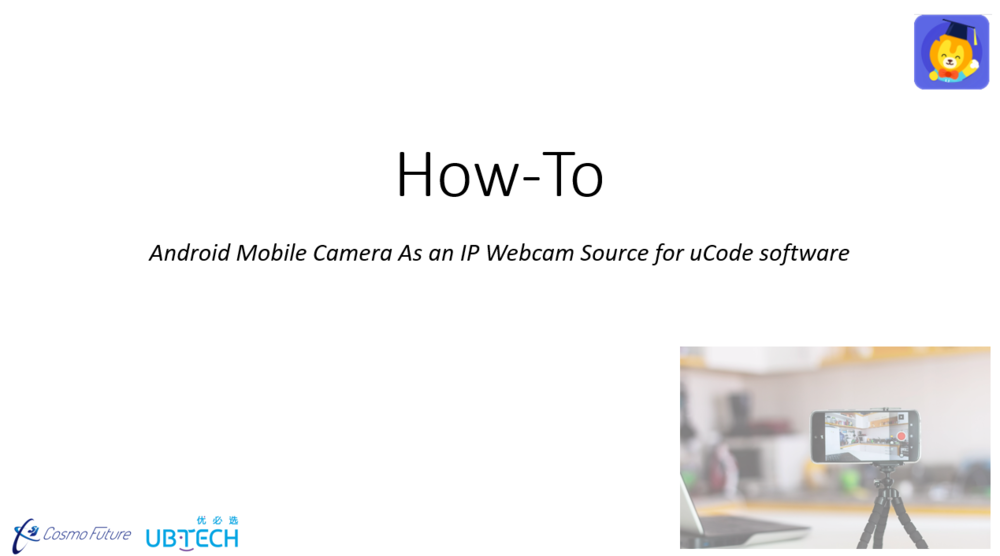 How-To
Android Mobile Camera As an IP Webcam Source for uCode software
Cosmo Future
优必选
UBTECH